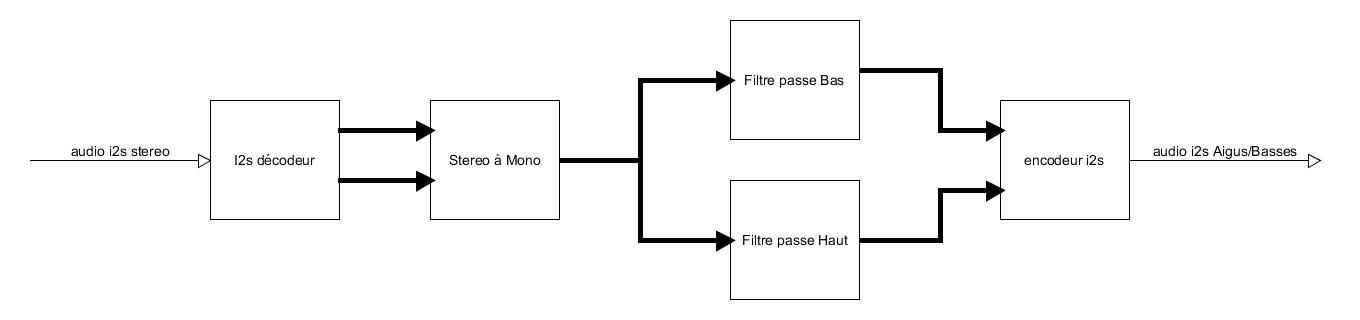 audio i2s stereo
I2s décodeur
Stereo à Mono
Filtre passe Bas
Filtre passe Haut
encodeur i2s
audio i2s Aigus/Basses